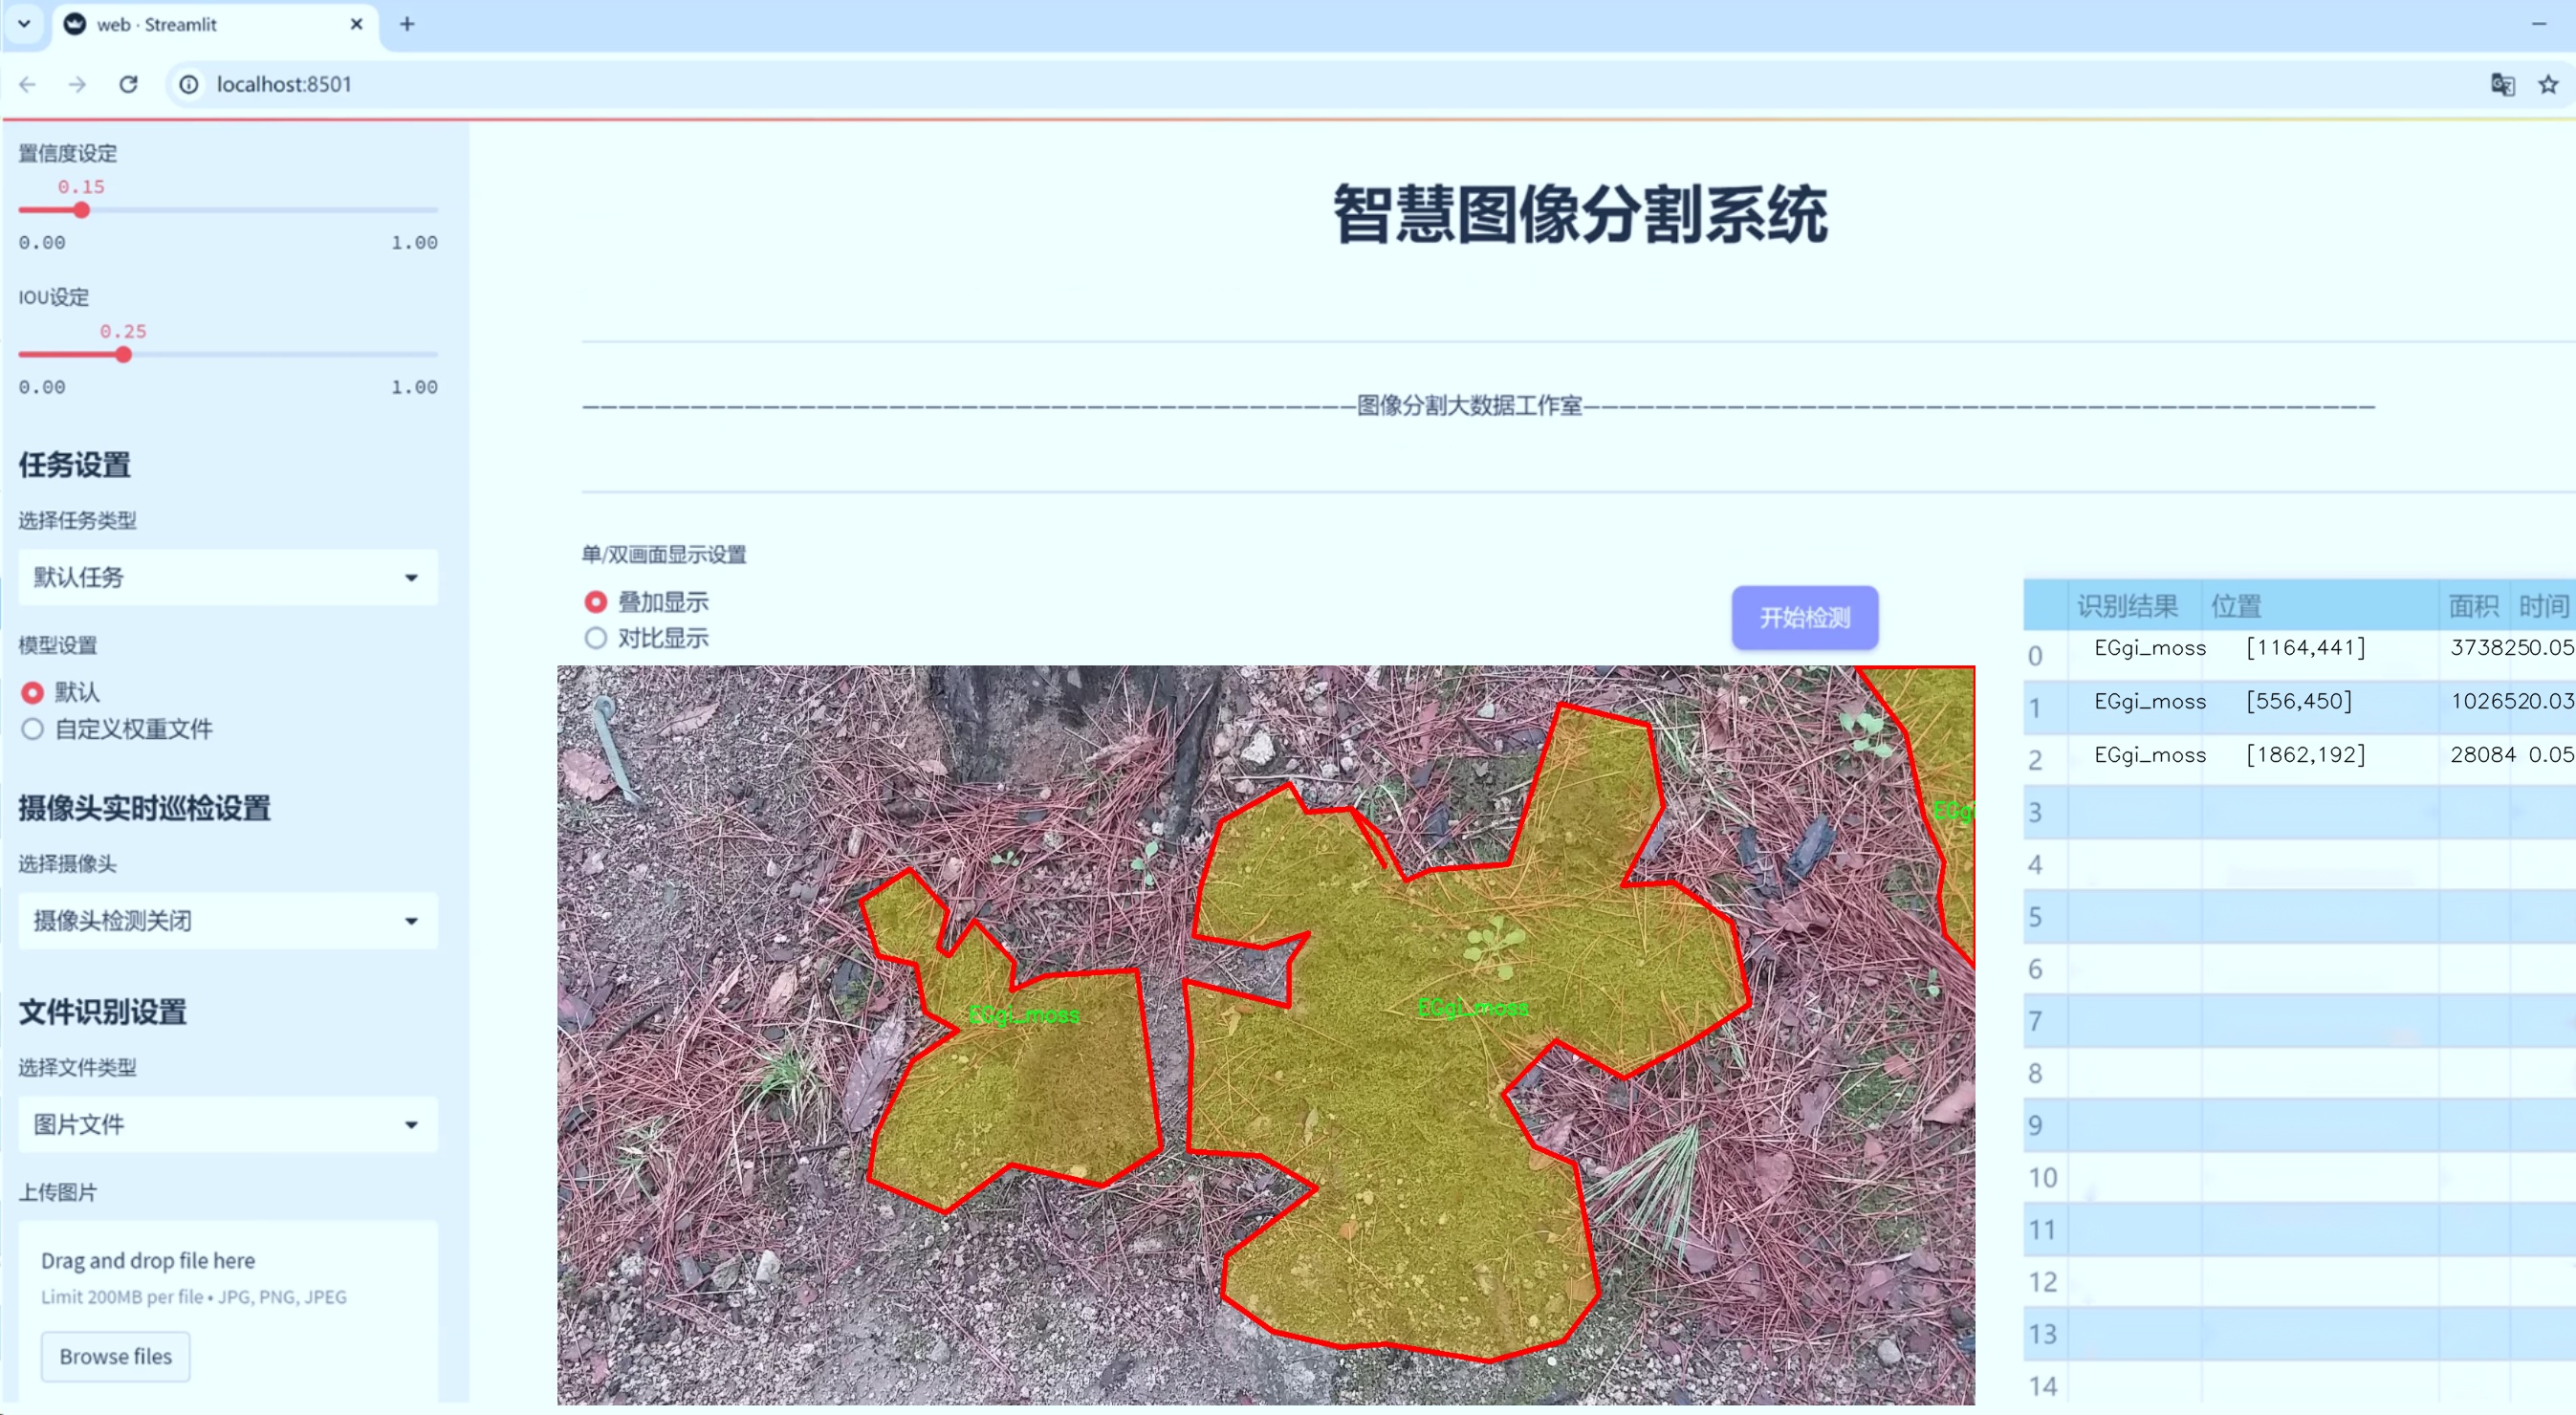 web · Streamlit
localhost:8501
置信度设定
0.15
0.00 1.00
IOU设定
0.25
0.00 1.00
任务设置
选择任务类型
默认任务
模型设置
默认
自定义权重文件
摄像头实时巡检设置
选择摄像头
摄像头检测关闭
文件识别设置
选择文件类型
图片文件
上传图片
Drag and drop file here
Limit 200MB per file • JPG, PNG, JPEG
Browse files
智慧图像分割系统
图像分割大数据工作室
单/双画面显示设置
叠加显示
对比显示
开始检测
EGgi_moss
EGgi_moss
EGgi
识别结果 位置 面积 时间
0 EGgi_moss [1164,441] 3738250.05
1 EGgi_moss [556,450] 1026520.03
2 EGgi_moss [1862,192] 28084 0.05
3
4
5
6
7
8
9
10
11
12
13
14